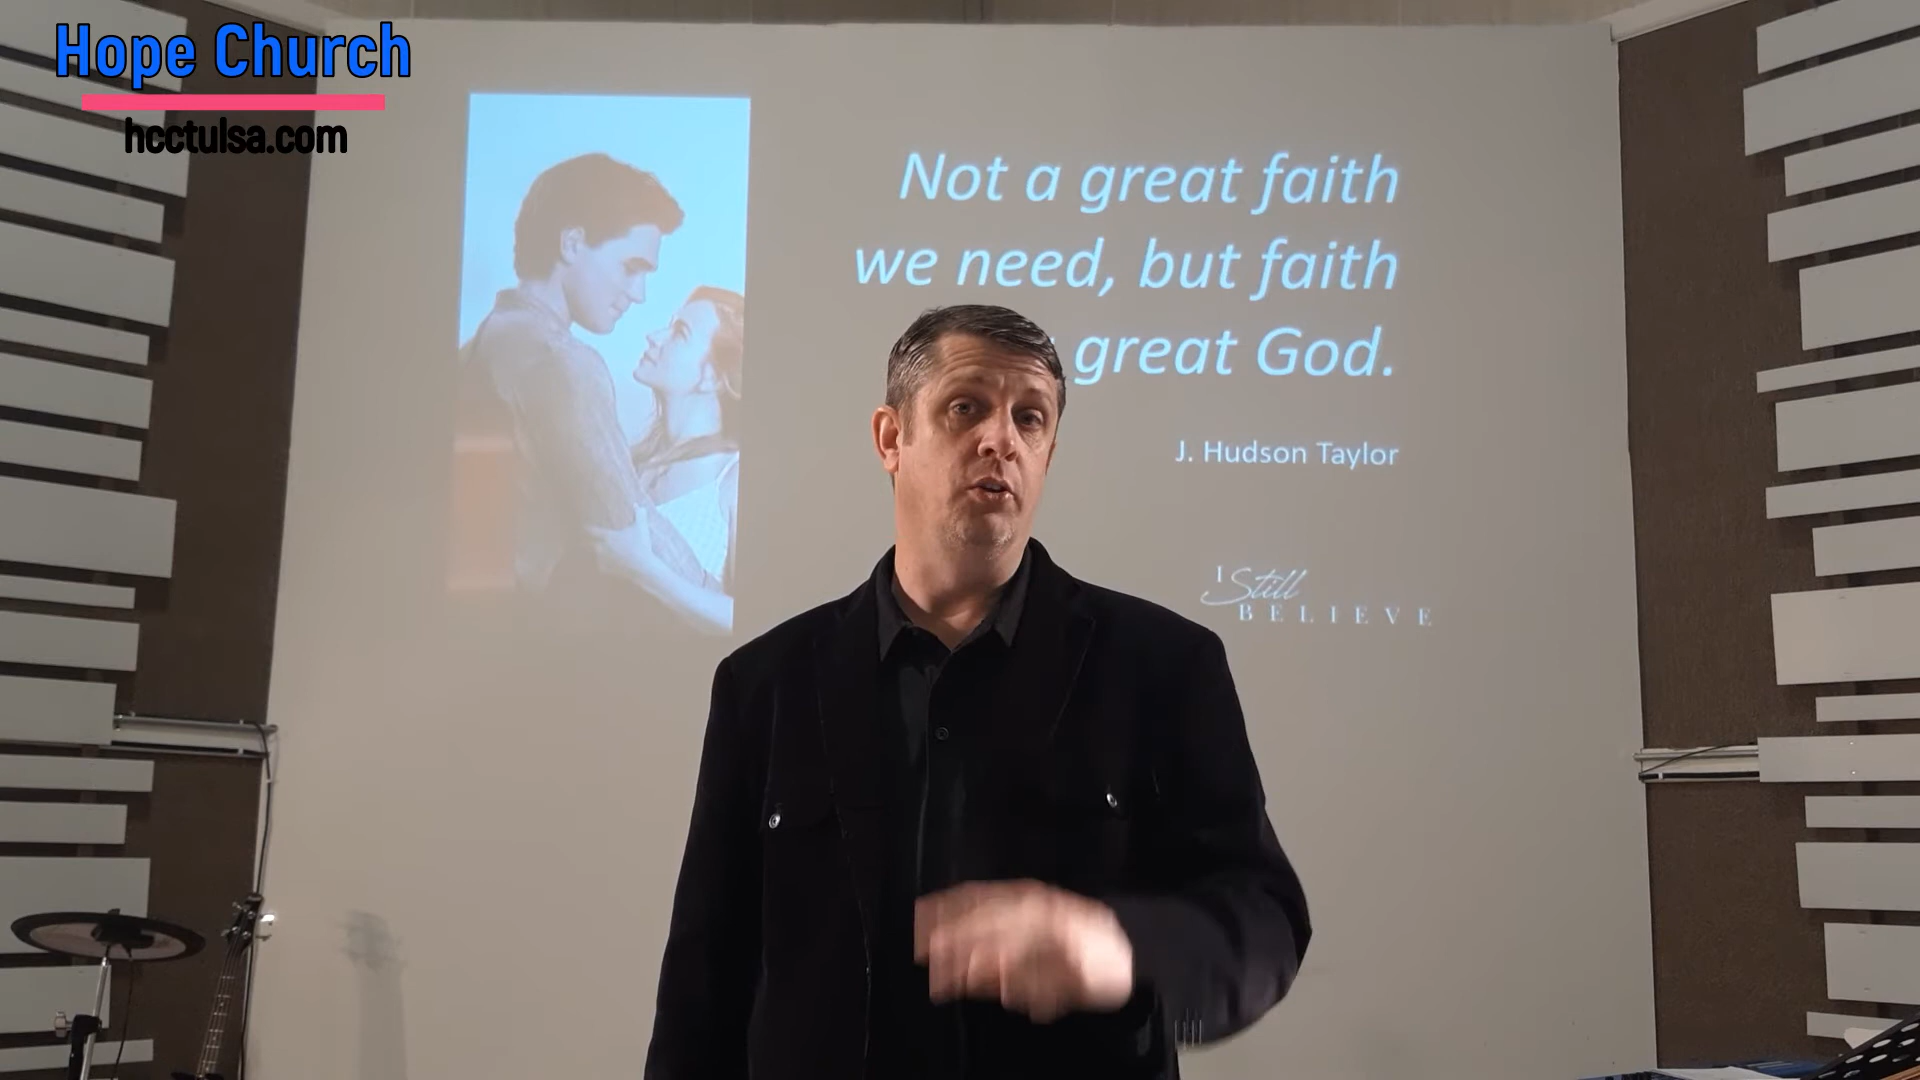 Hope Church
hcctulsa.com
Not a great faith
we need, but faith
great God.
J. Hudson Taylor
I Still
BELIEVE